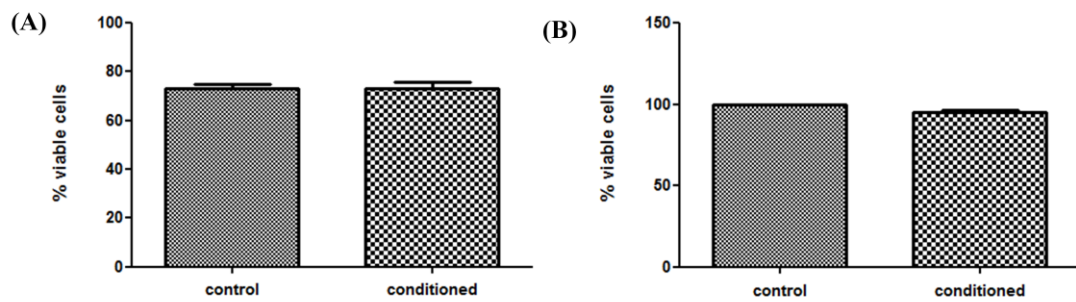 (A)
% viable cells
100
80
60
40
20
0
control conditioned
(B)
% viable cells
150
100
50
0
control conditioned